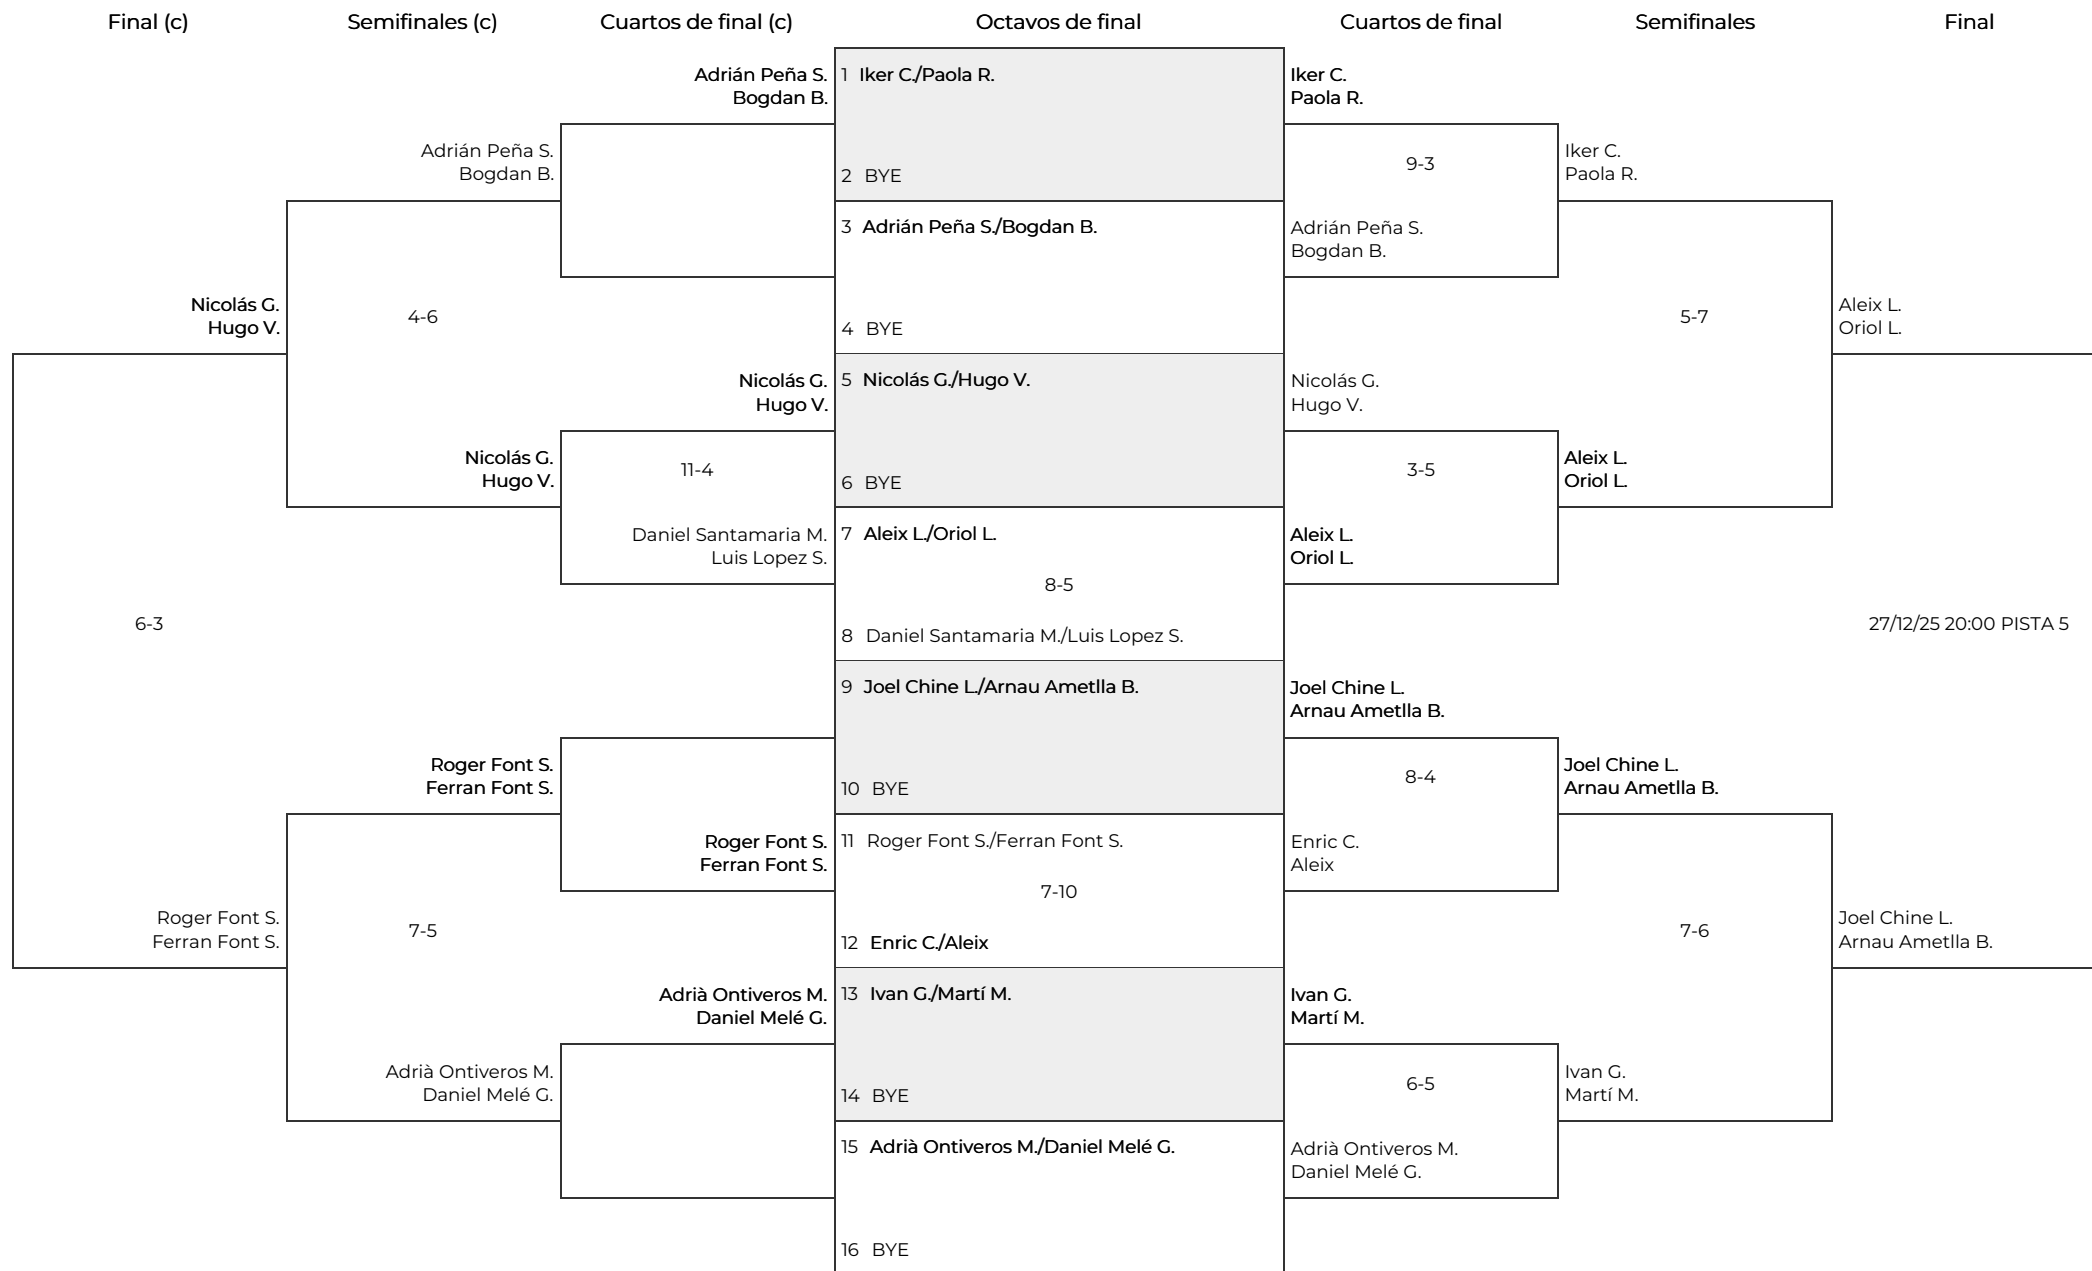 Final (c)
Semifinales (c)
Cuartos de final (c)
Octavos de final
Cuartos de final
Semifinales
Final
Nicolás G.
Hugo V.
6-3
Roger Font S.
Ferran Font S.
Adrián Peña S.
Bogdan B.
4-6
Nicolás G.
Hugo V.
Roger Font S.
Ferran Font S.
7-5
Adrià Ontiveros M.
Daniel Melé G.
Adrián Peña S.
Bogdan B.
Nicolás G.
Hugo V.
11-4
Daniel Santamaria M.
Luis Lopez S.
Roger Font S.
Ferran Font S.
Adrià Ontiveros M.
Daniel Melé G.
1 Iker C./Paola R.
2 BYE
3 Adrián Peña S./Bogdan B.
4 BYE
5 Nicolás G./Hugo V.
6 BYE
7 Aleix L./Oriol L.
8-5
8 Daniel Santamaria M./Luis Lopez S.
9 Joel Chine L./Arnau Ametlla B.
10 BYE
11 Roger Font S./Ferran Font S.
7-10
12 Enric C./Aleix
13 Ivan G./Martí M.
14 BYE
15 Adrià Ontiveros M./Daniel Melé G.
16 BYE
Iker C.
Paola R.
9-3
Adrián Peña S.
Bogdan B.
Nicolás G.
Hugo V.
3-5
Aleix L.
Oriol L.
Joel Chine L.
Arnau Ametlla B.
8-4
Enric C.
Aleix
Ivan G.
Martí M.
6-5
Adrià Ontiveros M.
Daniel Melé G.
Iker C.
Paola R.
5-7
Aleix L.
Oriol L.
Joel Chine L.
Arnau Ametlla B.
7-6
Ivan G.
Martí M.
Aleix L.
Oriol L.
27/12/25 20:00 PISTA 5
Joel Chine L.
Arnau Ametlla B.